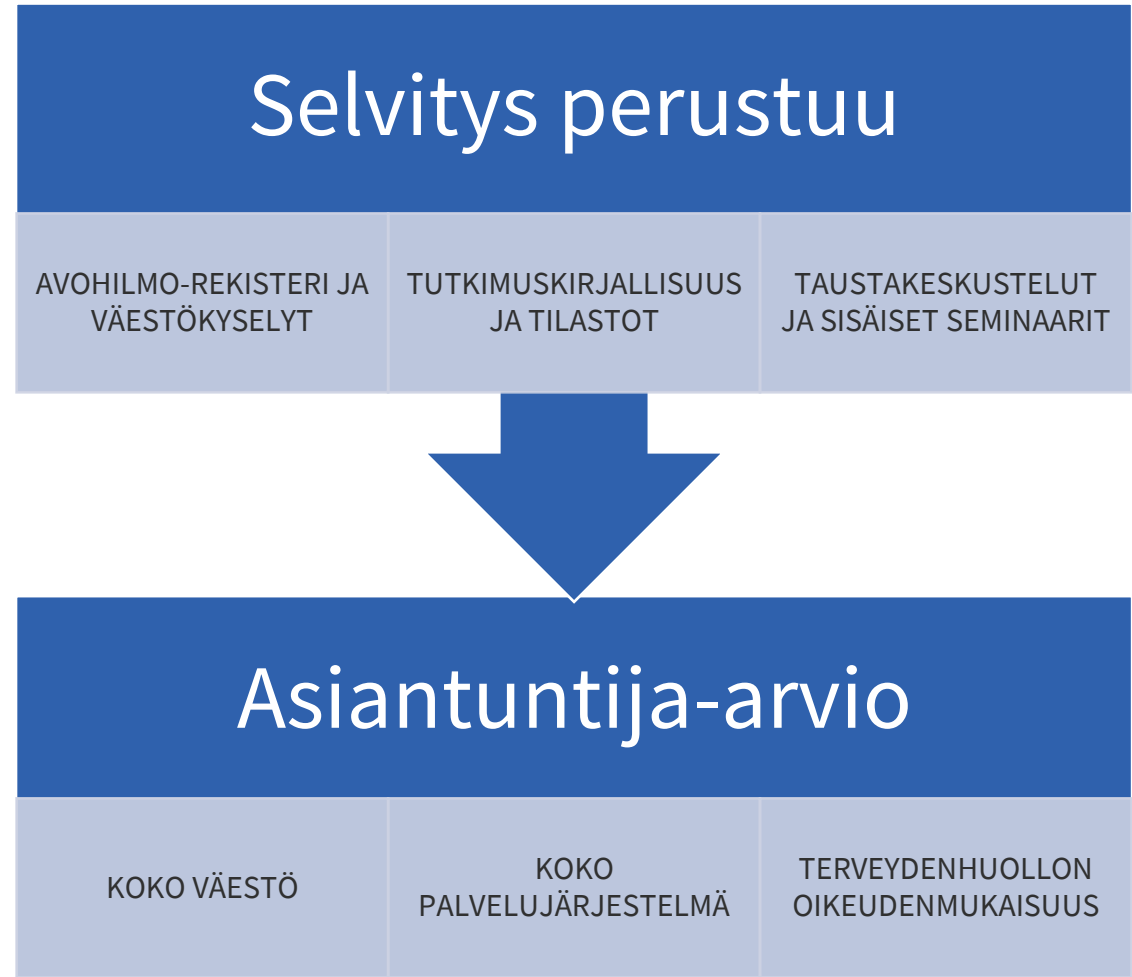 Selvitys perustuu
AVOHILMO-REKISTERI JA
VÄESTÖKYSELYT
TUTKIMUSKIRJALLISUUS
JA TILASTOT
TAUSTAKESKUSTELUT
JA SISÄISET SEMINAARIT
Asiantuntija-arvio
KOKO VÄESTÖ
KOKO
PALVELUJÄRJESTELMÄ
TERVEYDENHUOLLON
OIKEUDENMUKAISUUS